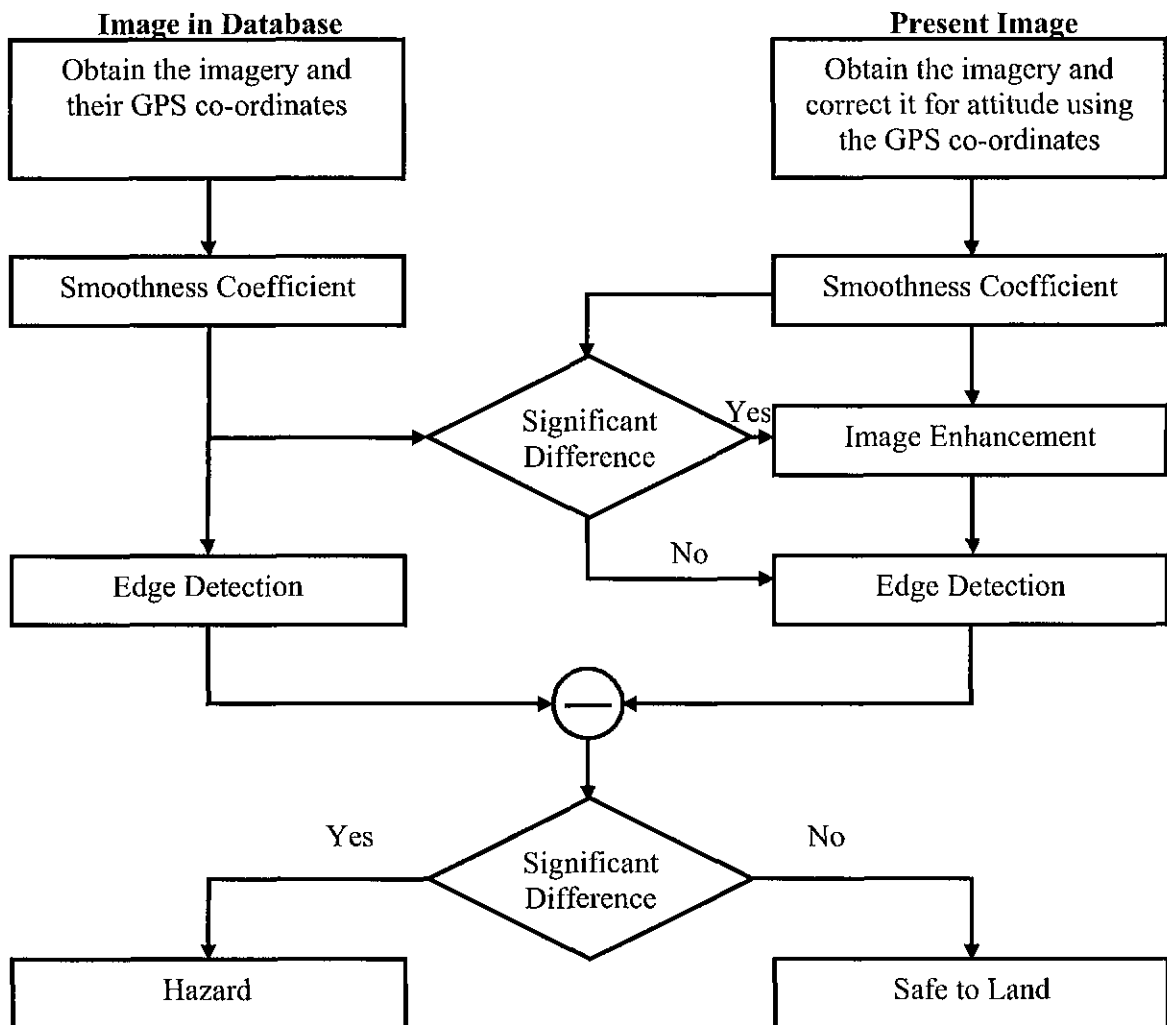 Image in Database
Present Image
Obtain the imagery and
their GPS co-ordinates
Obtain the imagery and
correct it for attitude using
the GPS co-ordinates
Smoothness Coefficient
Smoothness Coefficient
Significant
Difference
Yes
Image Enhancement
No
Edge Detection
Edge Detection
Yes
No
Significant
Difference
Hazard
Safe to Land